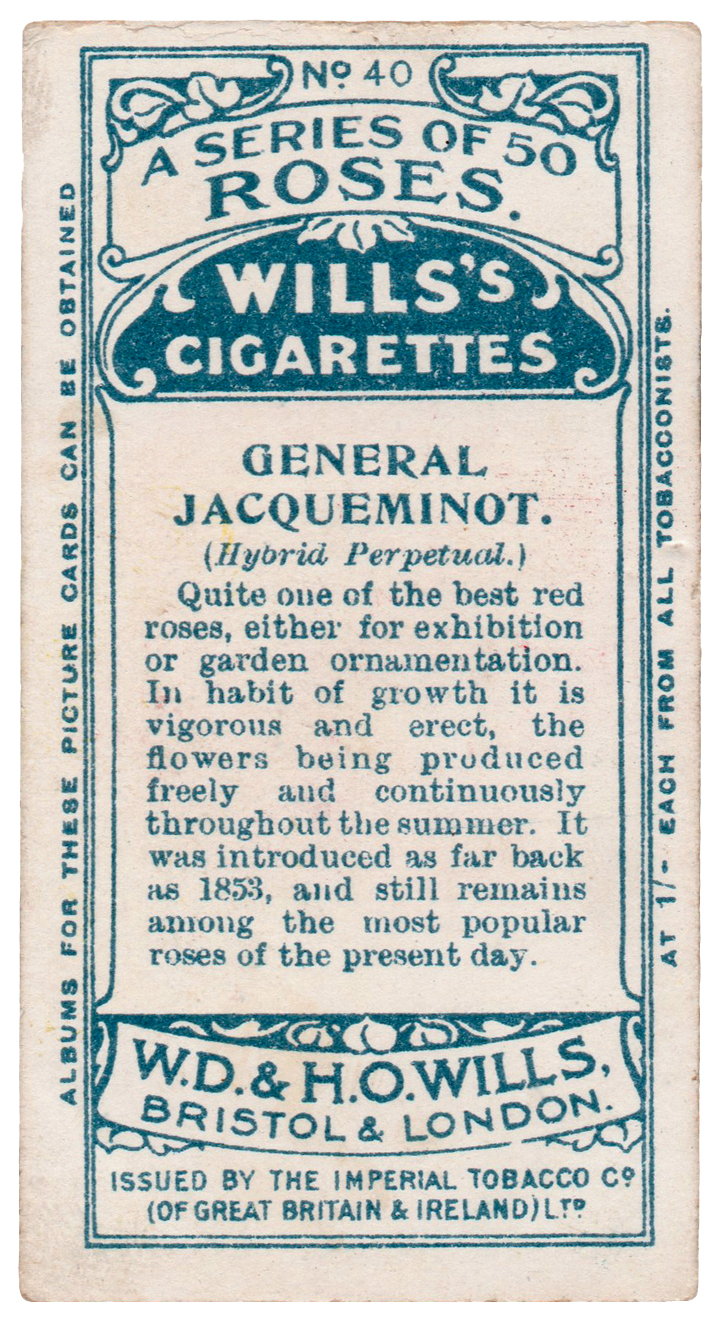 Nº 40
A SERIES OF 50
ROSES.
WILLS'S
CIGARETTES
GENERAL
JACQUEMINOT.
(Hybrid Perpetual.)
Quite one of the best red
roses, either for exhibition
or garden ornamentation.
In habit of growth it is
vigorous and erect, the
flowers being produced
freely and continuously
throughout the summer. It
was introduced as far back
as 1853, and still remains
among the most popular
roses of the present day.
W.D. & H.O. WILLS,
BRISTOL & LONDON.
ISSUED BY THE IMPERIAL TOBACCO Cº
(OF GREAT BRITAIN & IRELAND) LTD
ALBUMS FOR THESE PICTURE CARDS CAN BE OBTAINED
AT 1/- EACH FROM ALL TOBACCONISTS.